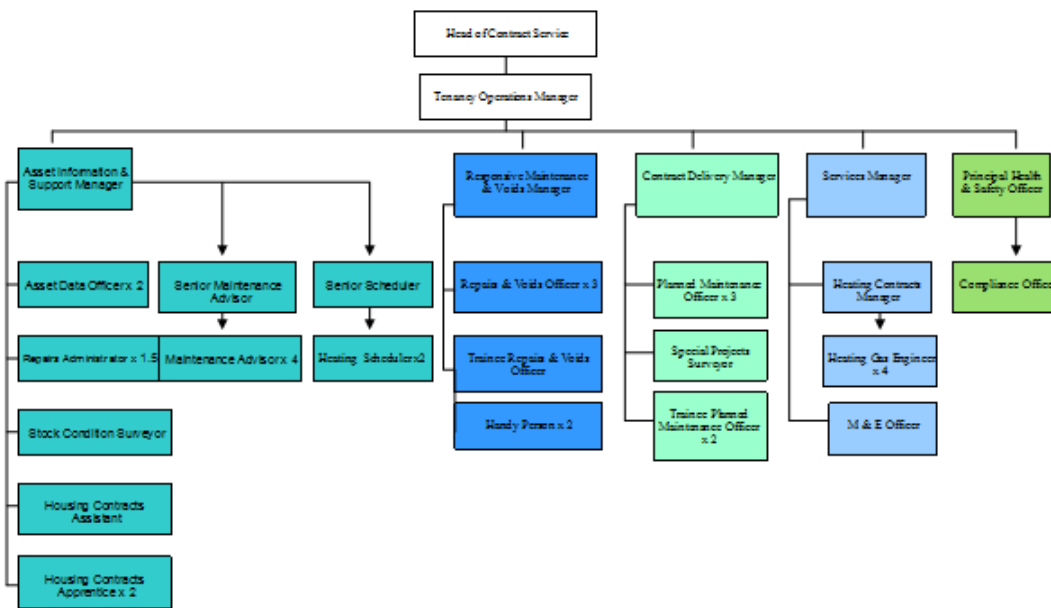 Head of Contract Service
Tenancy Operations Manager
Asset Information &
Support Manager
Responsive Maintenance
& Voids Manager
Contract Delivery Manager
Services Manager
Principal Health
& Safety Officer
Asset Data Officer x 2
Senior Maintenance
Advisor
Senior Scheduler
Repairs & Voids Officer x 3
Planned Maintenance
Officer x 3
Heating Contracts
Manager
Compliance Office
Repairs Administrator x 1.5
Maintenance Advisor x 4
Heating Scheduler x2
Trainee Repairs & Voids
Officer
Special Projects
Surveyor
Heating Gas Engineer
x 4
Stock Condition Surveyor
Handy Person x 2
Trainee Planned
Maintenance Officer
x 2
M & E Officer
Housing Contracts
Assistant
Housing Contracts
Apprentice x 2